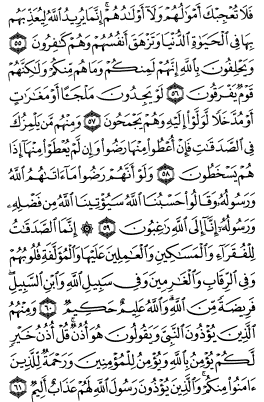 فَلَا تُعْجِبْكَ أَمْوَٰلُهُمْ وَلَآ أَوْلَٰدُهُمْ ۚ إِنَّمَا يُرِيدُ ٱللَّهُ لِيُعَذِّبَهُم
بِهَا فِى ٱلْحَيَوٰةِ ٱلدُّنْيَا وَتَزْهَقَ أَنفُسُهُمْ وَهُمْ كَٰفِرُونَ ٥٥
وَيَحْلِفُونَ بِٱللَّهِ إِنَّهُمْ لَمِنكُمْ وَمَا هُم مِّنكُمْ وَلَٰكِنَّهُمْ
قَوْمٌ يَفْرَقُونَ ٥٦ لَوْ يَجِدُونَ مَلْجَـًٔا أَوْ مَغَٰرَٰتٍ
أَوْ مُدَّخَلًا لَّوَلَّوْا۟ إِلَيْهِ وَهُمْ يَجْمَحُونَ ٥٧ وَمِنْهُم مَّن يَلْمِزُكَ
فِى ٱلصَّدَقَٰتِ فَإِنْ أُعْطُوا۟ مِنْهَا رَضُوا۟ وَإِن لَّمْ يُعْطَوْا۟ مِنْهَآ إِذَا
هُمْ يَسْخَطُونَ ٥٨ وَلَوْ أَنَّهُمْ رَضُوا۟ مَآ ءَاتَىٰهُمُ ٱللَّهُ
وَرَسُولُهُۥ وَقَالُوا۟ حَسْبُنَا ٱللَّهُ سَيُؤْتِينَا ٱللَّهُ مِن فَضْلِهِۦ
وَرَسُولُهُۥٓ إِنَّآ إِلَى ٱللَّهِ رَٰغِبُونَ ٥٩ ۞ إِنَّمَا ٱلصَّدَقَٰتُ
لِلْفُقَرَآءِ وَٱلْمَسَٰكِينِ وَٱلْعَٰمِلِينَ عَلَيْهَا وَٱلْمُؤَلَّفَةِ قُلُوبُهُمْ
وَفِى ٱلرِّقَابِ وَٱلْغَٰرِمِينَ وَفِى سَبِيلِ ٱللَّهِ وَٱبْنِ ٱلسَّبِيلِ ۖ
فَرِيضَةً مِّنَ ٱللَّهِ ۗ وَٱللَّهُ عَلِيمٌ حَكِيمٌ ٦٠ وَمِنْهُمُ
ٱلَّذِينَ يُؤْذُونَ ٱلنَّبِىَّ وَيَقُولُونَ هُوَ أُذُنٌ ۚ قُلْ أُذُنُ خَيْرٍ
لَّكُمْ يُؤْمِنُ بِٱللَّهِ وَيُؤْمِنُ لِلْمُؤْمِنِينَ وَرَحْمَةٌ لِّلَّذِينَ
ءَامَنُوا۟ مِنكُمْ ۚ وَٱلَّذِينَ يُؤْذُونَ رَسُولَ ٱللَّهِ لَهُمْ عَذَابٌ أَلِيمٌ ٦١